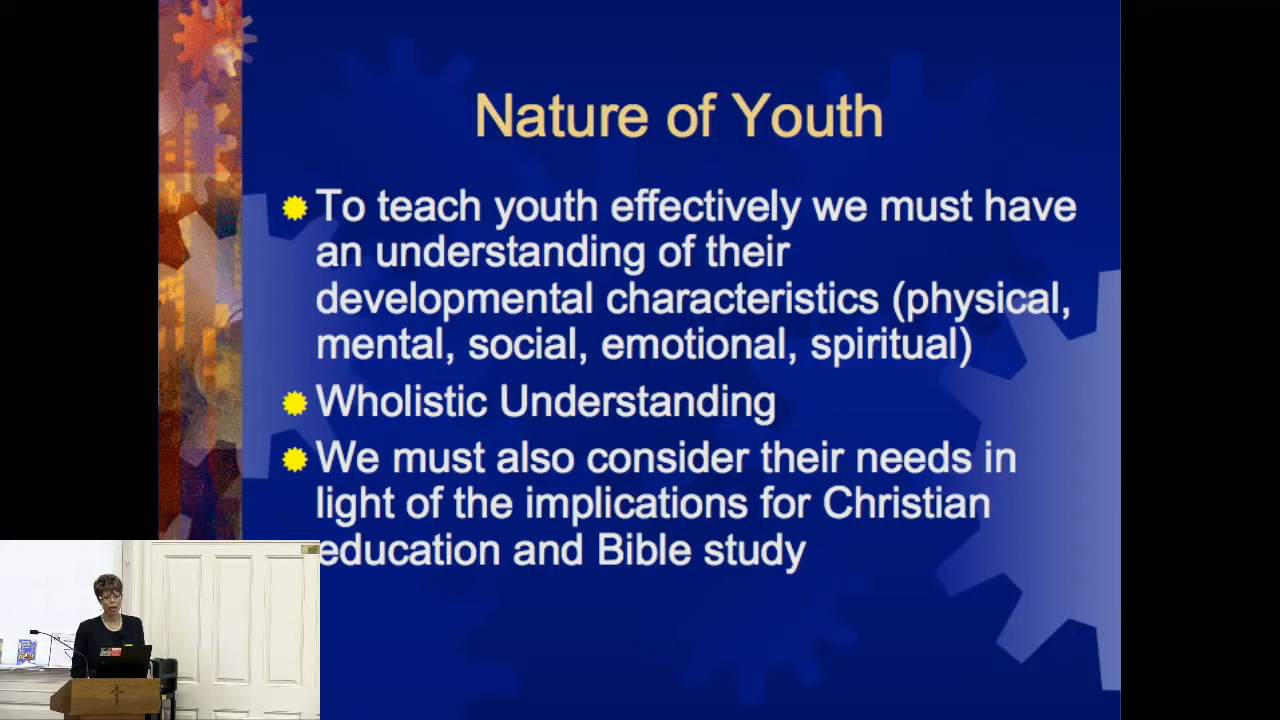 Nature of Youth
To teach youth effectively we must have
an understanding of their
developmental characteristics (physical,
mental, social, emotional, spiritual)
Wholistic Understanding
We must also consider their needs in
light of the implications for Christian
education and Bible study